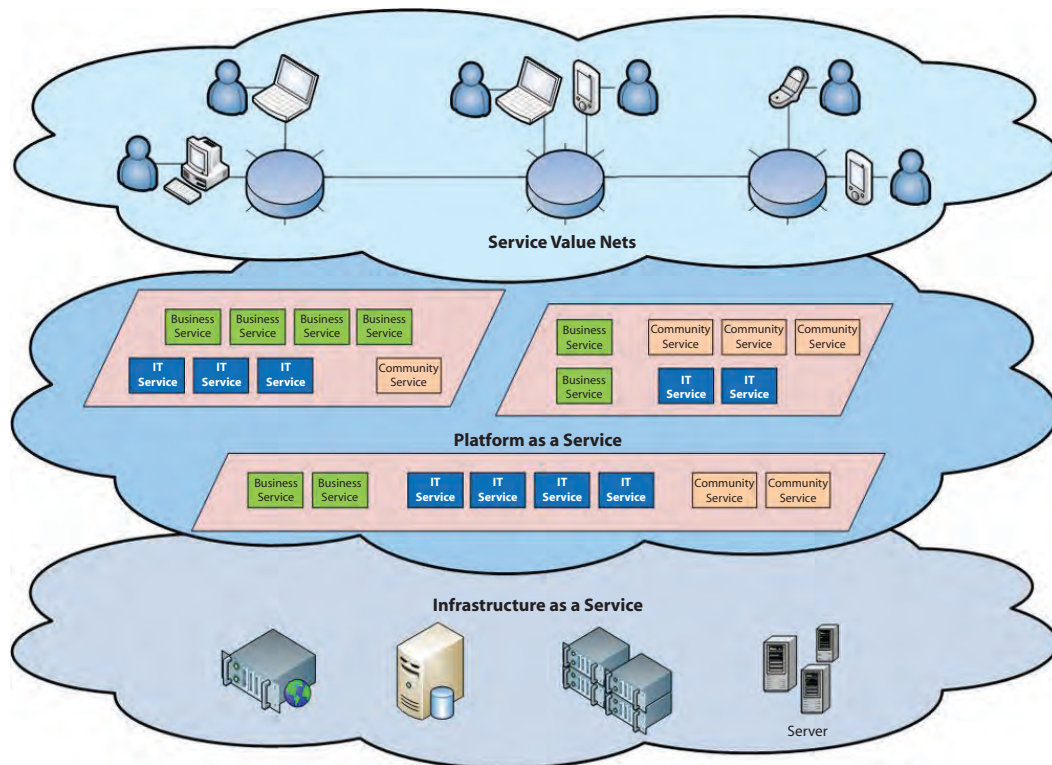 Service Value Nets
Business
Service
Business
Service
Business
Service
Business
Service
IT
Service
IT
Service
IT
Service
Community
Service
Business
Service
Community
Service
Community
Service
Community
Service
Business
Service
IT
Service
IT
Service
Platform as a Service
Business
Service
Business
Service
IT
Service
IT
Service
IT
Service
IT
Service
Community
Service
Community
Service
Infrastructure as a Service
Server